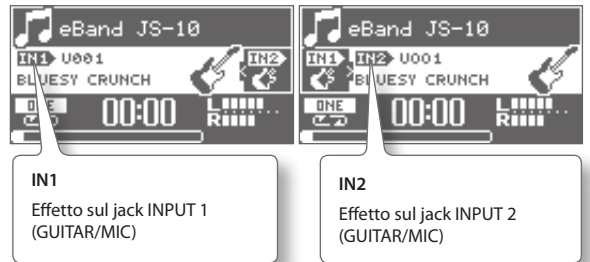 eBand JS-10
IN1 U001 IN2
BLUESY CRUNCH
ONE 00:00 L
R
IN1
Effetto sul jack INPUT 1
(GUITAR/MIC)
eBand JS-10
IN1 IN2 U001
BLUESY CRUNCH
ONE 00:00 L
R
IN2
Effetto sul jack INPUT 2
(GUITAR/MIC)